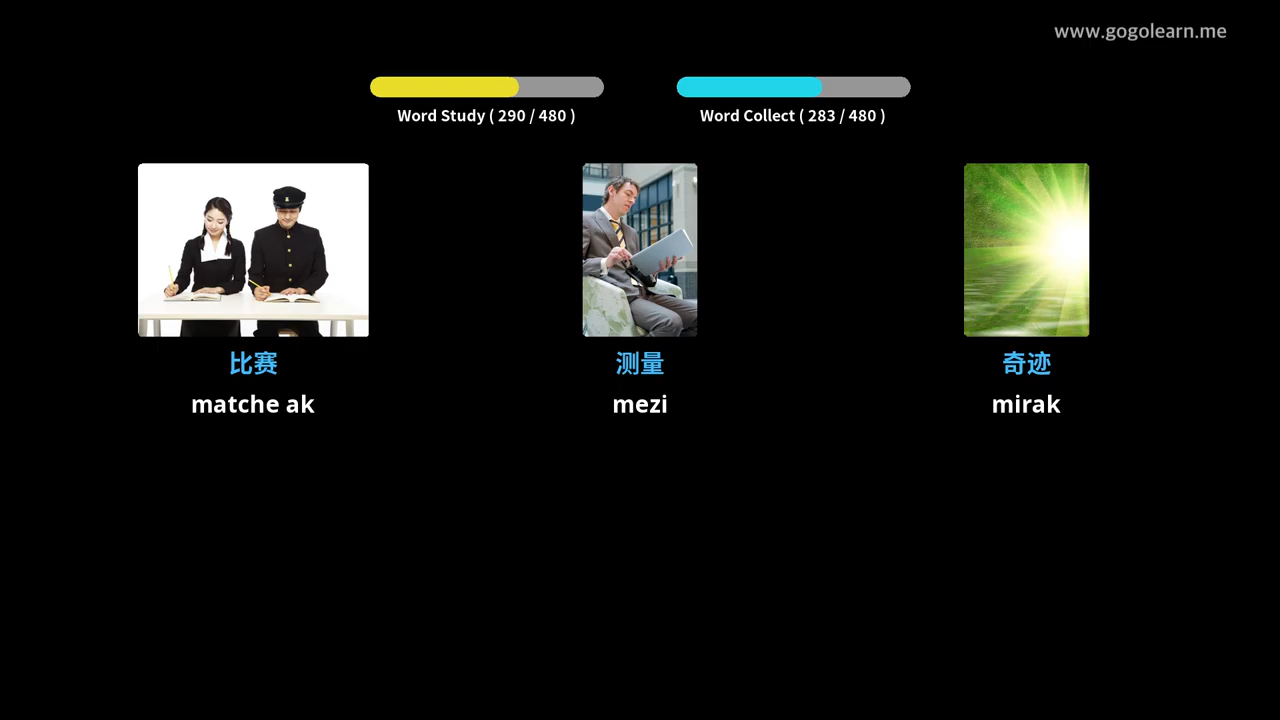 www.gogolearn.me
Word Study ( 290 / 480 )
Word Collect ( 283 / 480 )
比赛
matche ak
测量
mezi
奇迹
mirak